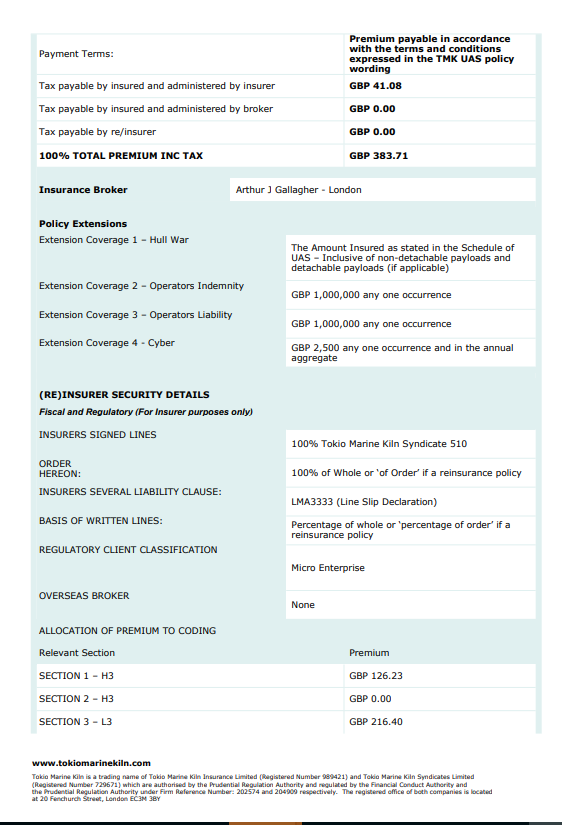 Payment Terms:
Premium payable in accordance
with the terms and conditions
expressed in the TMK UAS policy
wording
Tax payable by insured and administered by insurer
GBP 41.08
Tax payable by insured and administered by broker
GBP 0.00
Tax payable by re/insurer
GBP 0.00
100% TOTAL PREMIUM INC TAX
GBP 383.71
Insurance Broker
Arthur J Gallagher - London
Policy Extensions
Extension Coverage 1 – Hull War
The Amount Insured as stated in the Schedule of
UAS – Inclusive of non-detachable payloads and
detachable payloads (if applicable)
Extension Coverage 2 – Operators Indemnity
GBP 1,000,000 any one occurrence
Extension Coverage 3 – Operators Liability
GBP 1,000,000 any one occurrence
Extension Coverage 4 - Cyber
GBP 2,500 any one occurrence and in the annual
aggregate
(RE)INSURER SECURITY DETAILS
Fiscal and Regulatory (For Insurer purposes only)
INSURERS SIGNED LINES
100% Tokio Marine Kiln Syndicate 510
ORDER
HEREON:
100% of Whole or ‘of Order’ if a reinsurance policy
INSURERS SEVERAL LIABILITY CLAUSE:
LMA3333 (Line Slip Declaration)
BASIS OF WRITTEN LINES:
Percentage of whole or ‘percentage of order’ if a
reinsurance policy
REGULATORY CLIENT CLASSIFICATION
Micro Enterprise
OVERSEAS BROKER
None
ALLOCATION OF PREMIUM TO CODING
Relevant Section
Premium
SECTION 1 – H3
GBP 126.23
SECTION 2 – H3
GBP 0.00
SECTION 3 – L3
GBP 216.40
www.tokiomarinekiln.com
Tokio Marine Kiln is a trading name of Tokio Marine Kiln Insurance Limited (Registered Number 989421) and Tokio Marine Kiln Syndicates Limited
(Registered Number 729671) which are authorised by the Prudential Regulation Authority and regulated by the Financial Conduct Authority and
the Prudential Regulation Authority under Firm Reference Number: 202574 and 204909 respectively. The registered office of both companies is located
at 20 Fenchurch Street, London EC3M 3BY